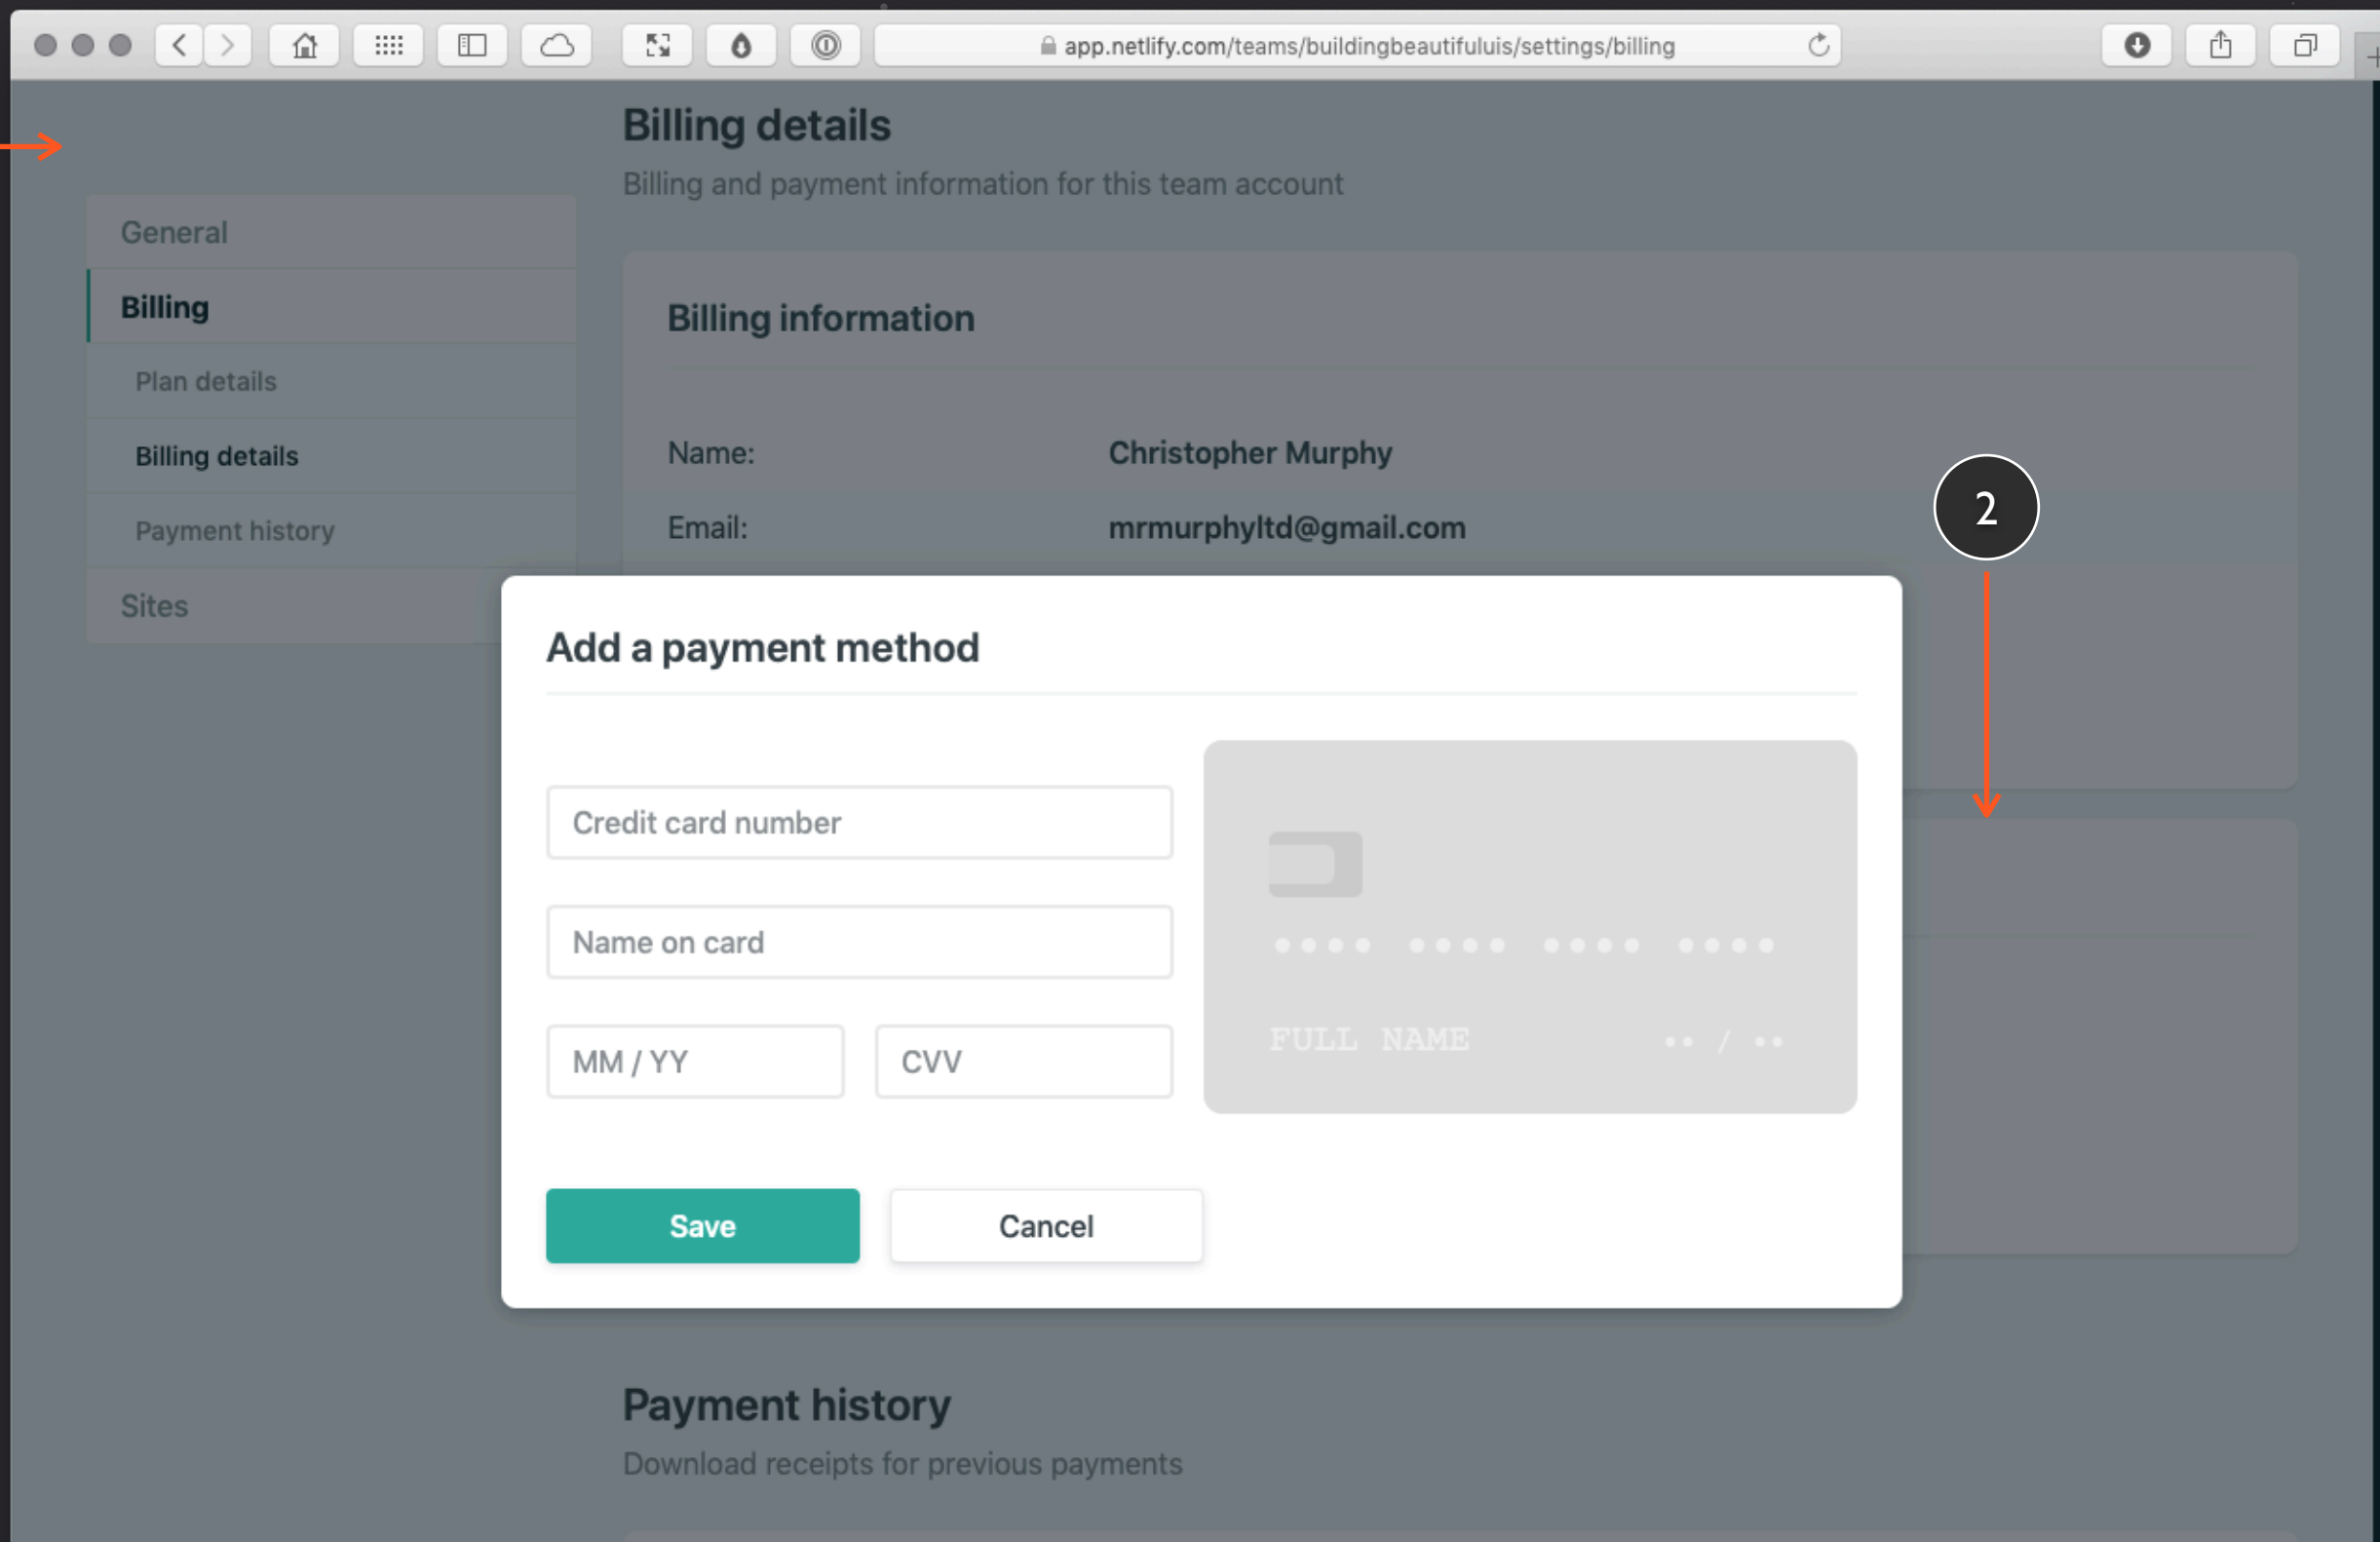 app.netlify.com/teams/buildingbeautifuluis/settings/billing
Billing details
Billing and payment information for this team account
General
Billing
Plan details
Billing details
Payment history
Sites
Billing information
Name: Christopher Murphy
Email: mrmurphyltd@gmail.com
2
Add a payment method
Credit card number
Name on card
MM / YY CVV
•••• •••• •••• ••••
FULL NAME •• / ••
Save Cancel
Payment history
Download receipts for previous payments